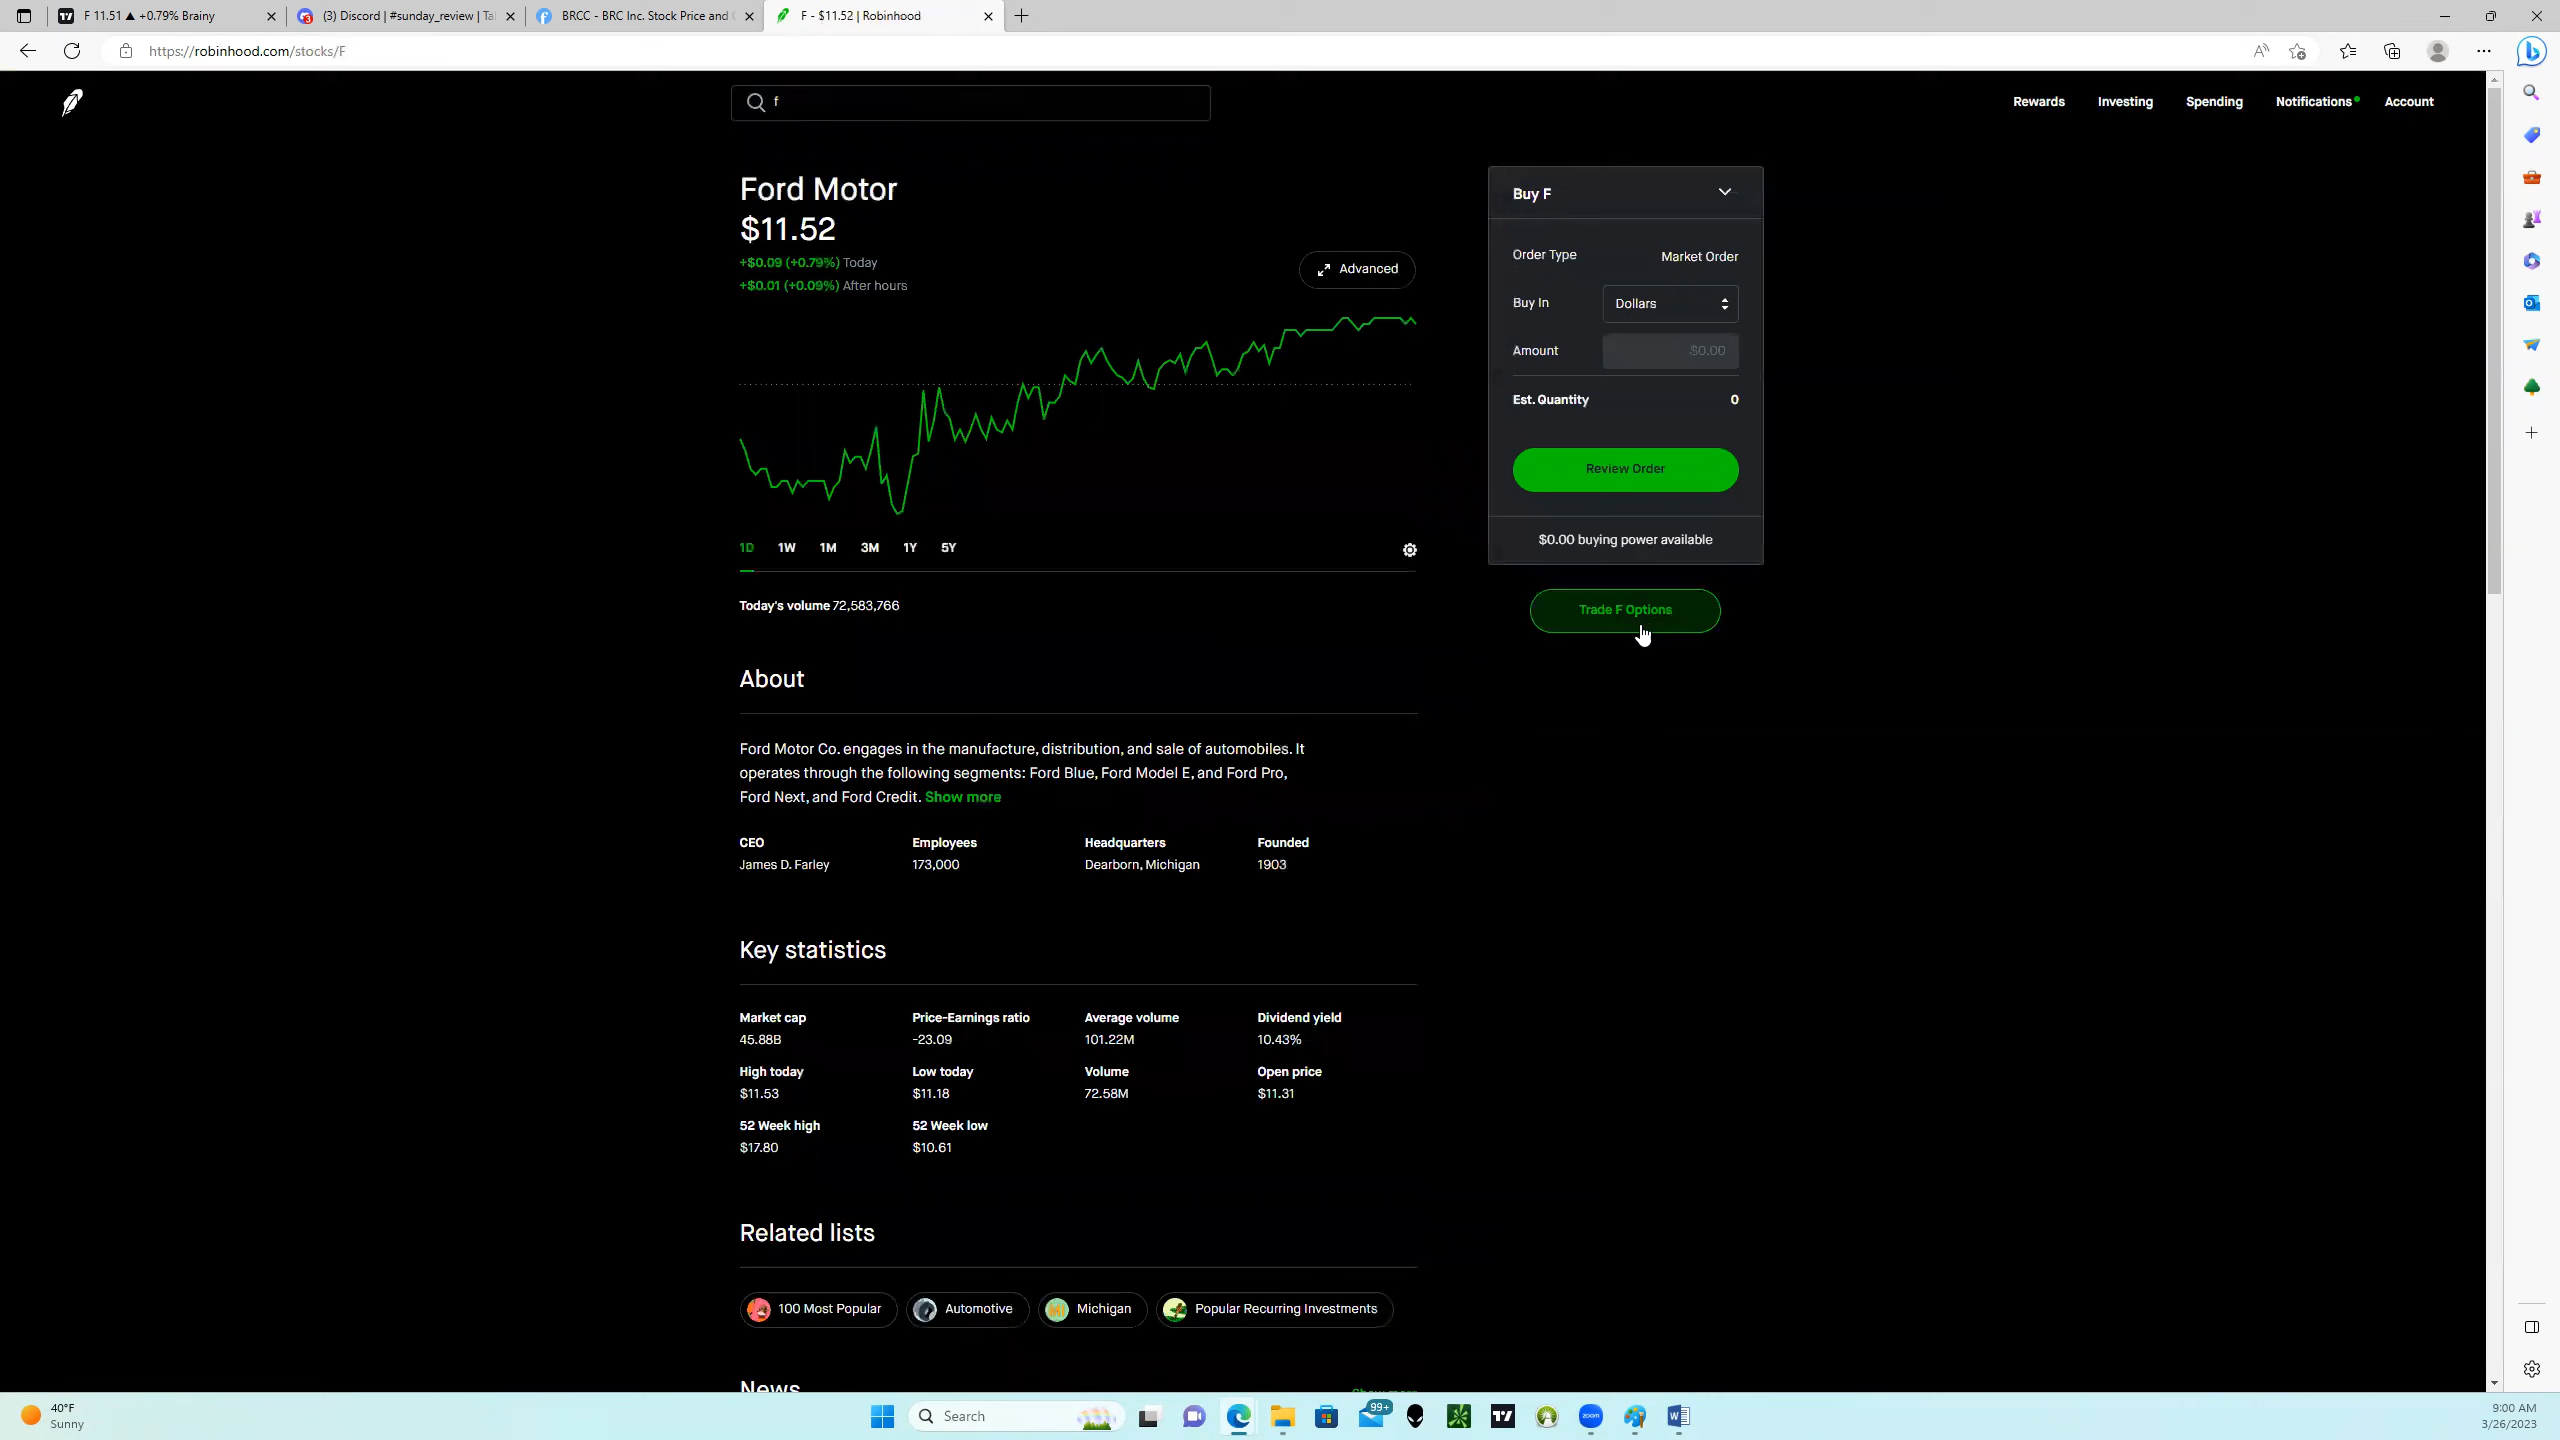 F 11.51 ▲ +0.79% Brainy
(3) Discord | #sunday_review | Tal
BRCC - BRC Inc. Stock Price and
F - $11.52 | Robinhood
https://robinhood.com/stocks/F
f
Rewards Investing Spending Notifications Account
Ford Motor
$11.52
+$0.09 (+0.79%) Today
+$0.01 (+0.09%) After hours
Advanced
Buy F
Order Type Market Order
Buy In Dollars
Amount $0.00
Est. Quantity 0
Review Order
$0.00 buying power available
Trade F Options
1D 1W 1M 3M 1Y 5Y
Today's volume 72,583,766
About
Ford Motor Co. engages in the manufacture, distribution, and sale of automobiles. It
operates through the following segments: Ford Blue, Ford Model E, and Ford Pro,
Ford Next, and Ford Credit. Show more
CEO Employees Headquarters Founded
James D. Farley 173,000 Dearborn, Michigan 1903
Key statistics
Market cap Price-Earnings ratio Average volume Dividend yield
45.88B -23.09 101.22M 10.43%
High today Low today Volume Open price
$11.53 $11.18 72.58M $11.31
52 Week high 52 Week low
$17.80 $10.61
Related lists
100 Most Popular Automotive Michigan Popular Recurring Investments
News Show more
40°F
Sunny
Search
99+
zoom
9:00 AM
3/26/2023